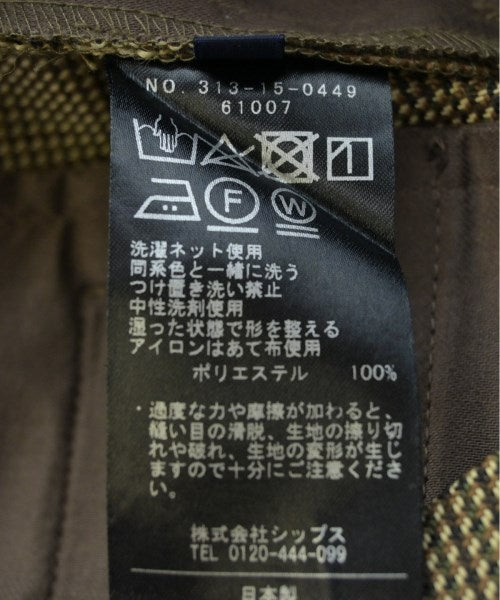 NO. 313-15-0449
61007
F
W
洗濯ネット使用
同系色と一緒に洗う
つけ置き洗い禁止
中性洗剤使用
湿った状態で形を整える
アイロンはあて布使用
ポリエステル 100%
・過度な力や摩擦が加わると、
縫い目の滑脱、生地の擦り切
れや破れ、生地の変形が生じ
ますので十分にご注意くださ
い。
株式会社シップス
TEL 0120-444-099
日本製